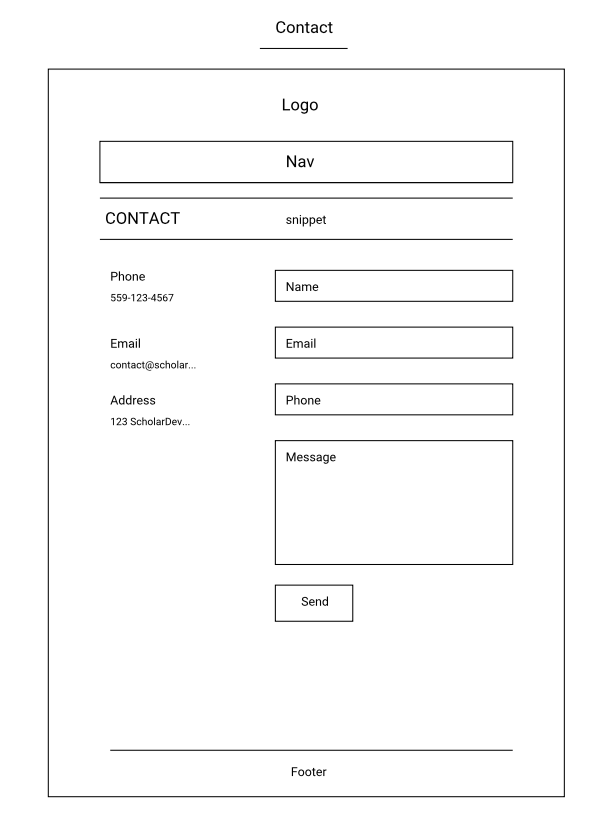 Contact
Logo
Nav
CONTACT
snippet
Phone
559-123-4567
Email
contact@scholar...
Address
123 ScholarDev...
Name
Email
Phone
Message
Send
Footer